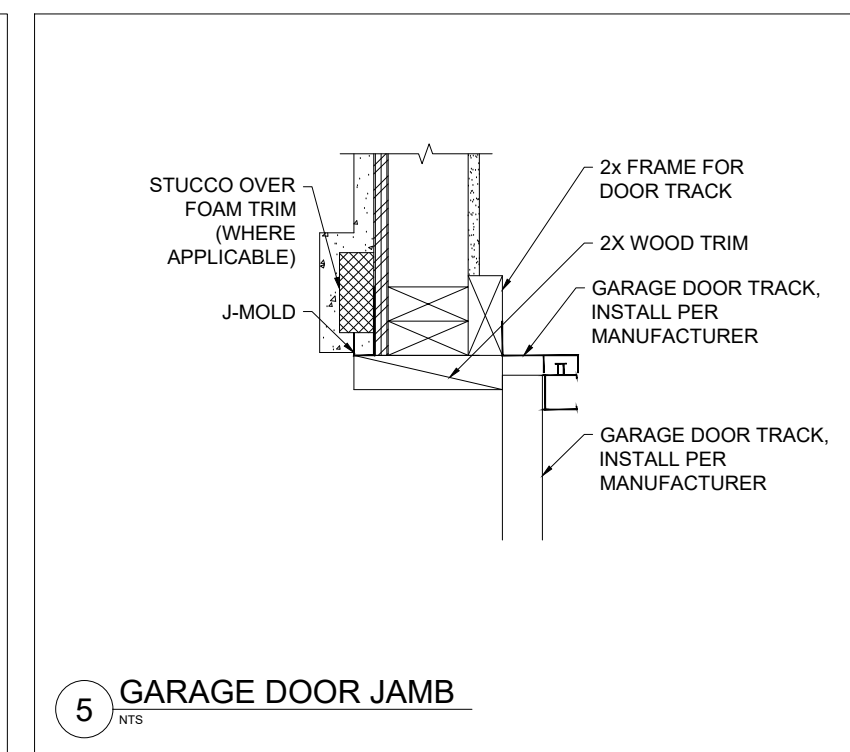 STUCCO OVER
FOAM TRIM
(WHERE
APPLICABLE)
J-MOLD
2x FRAME FOR
DOOR TRACK
2X WOOD TRIM
GARAGE DOOR TRACK,
INSTALL PER
MANUFACTURER
GARAGE DOOR TRACK,
INSTALL PER
MANUFACTURER
5
GARAGE DOOR JAMB
NTS